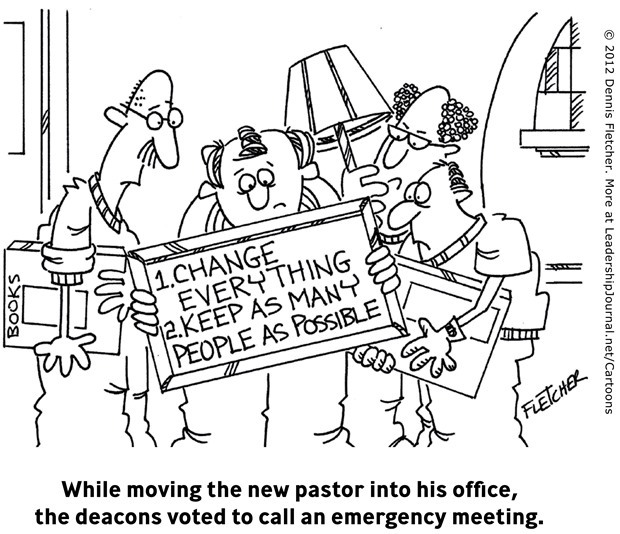 BOOKS
1. CHANGE
EVERYTHING
2. KEEP AS MANY
PEOPLE AS POSSIBLE
FLETCHER
© 2012 Dennis Fletcher. More at LeadershipJournal.net/Cartoons
While moving the new pastor into his office,
the deacons voted to call an emergency meeting.